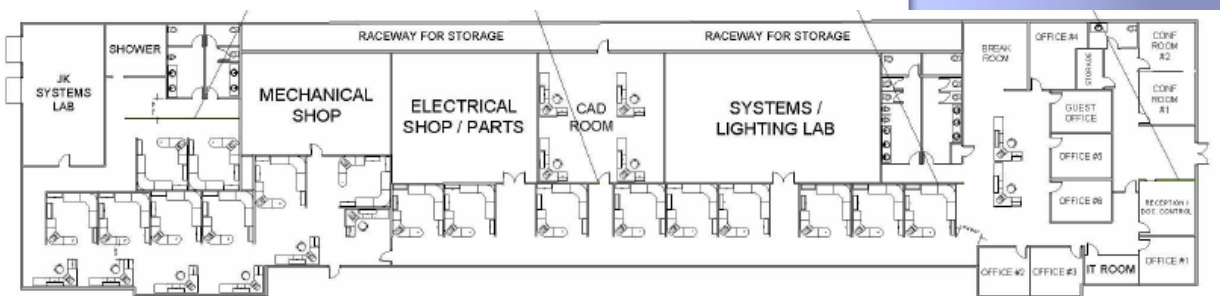 RACEWAY FOR STORAGE
RACEWAY FOR STORAGE
SHOWER
JK
SYSTEMS
LAB
MECHANICAL
SHOP
ELECTRICAL
SHOP / PARTS
CAD
ROOM
SYSTEMS /
LIGHTING LAB
BREAK
ROOM
OFFICE #4
STORAGE
CONF
ROOM
#2
CONF
ROOM
#1
GUEST
OFFICE
OFFICE #5
OFFICE #6
RECEPTION /
DOC. CONTROL
OFFICE #2
OFFICE #3
IT ROOM
OFFICE #1